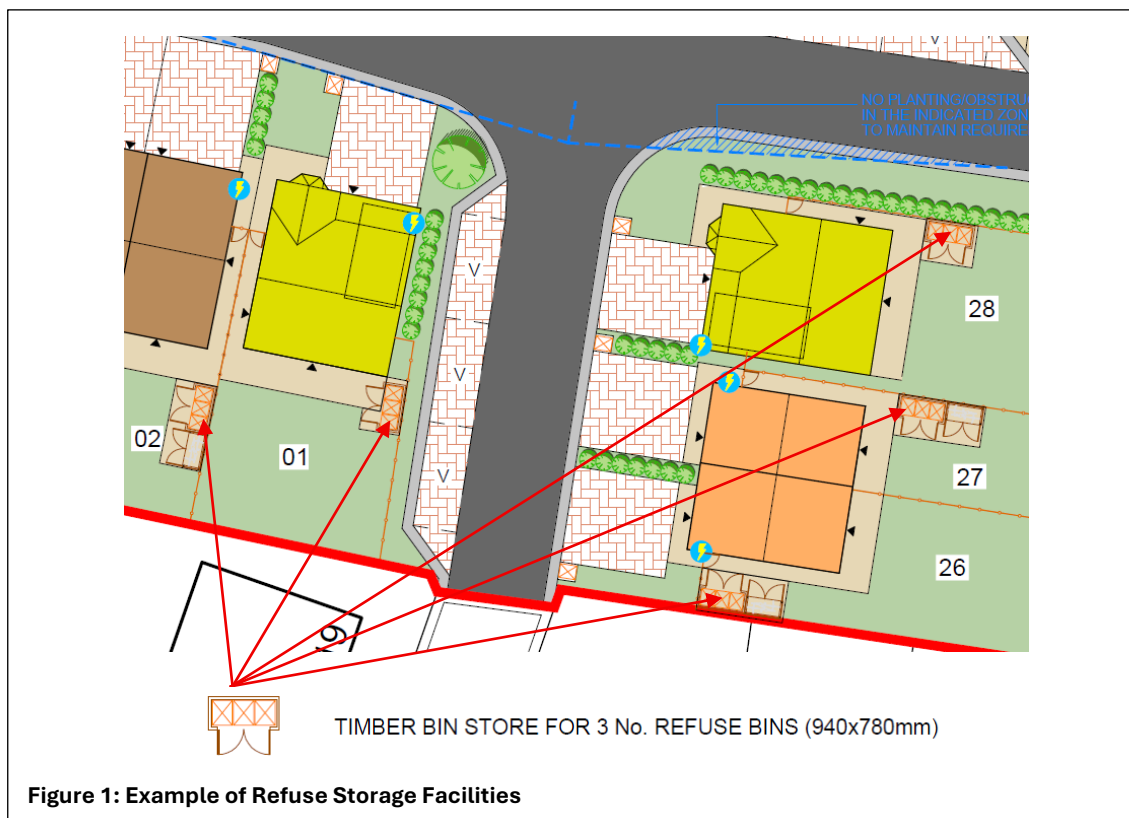 V
NO PLANTING/OBSTRU
IN THE INDICATED ZON
TO MAINTAIN REQUIRE
V
28
V
02
01
27
V
26
TIMBER BIN STORE FOR 3 No. REFUSE BINS (940x780mm)
Figure 1: Example of Refuse Storage Facilities